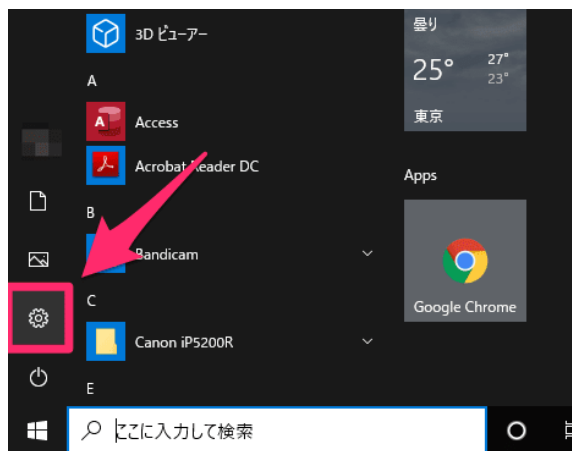 3D ビューアー
A
Access
Acrobat Reader DC
B
Bandicam
C
Canon iP5200R
E
曇り
25° 27°
23°
東京
Apps
Google Chrome
ここに入力して検索